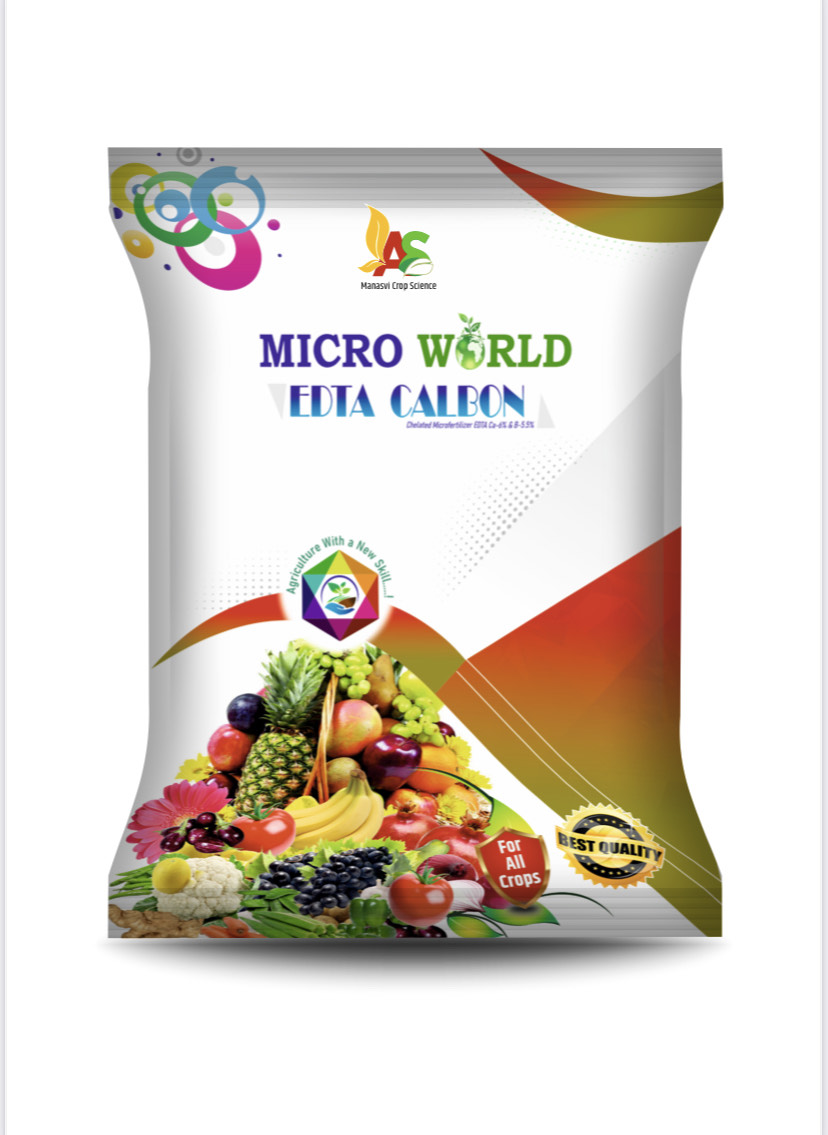 AS
Manasvi Crop Science
MICRO WORLD
EDTA CALBON
Chelated Microfertilizer EDTA Ca-6% & B-5.5%
Agriculture With a New Skill.....!
For
All
Crops
BEST QUALITY